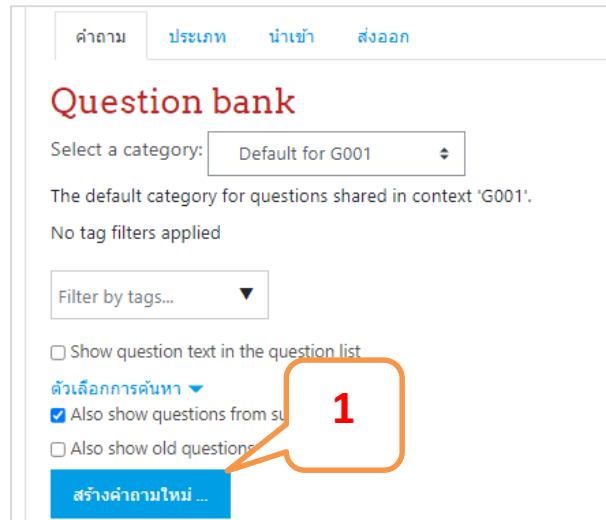 คำถาม ประเภท นำเข้า ส่งออก
Question bank
Select a category: Default for G001
The default category for questions shared in context 'G001'.
No tag filters applied
Filter by tags... ▼
Show question text in the question list
ตัวเลือกการค้นหา
Also show questions from su
1
Also show old questions
สร้างคำถามใหม่ ...